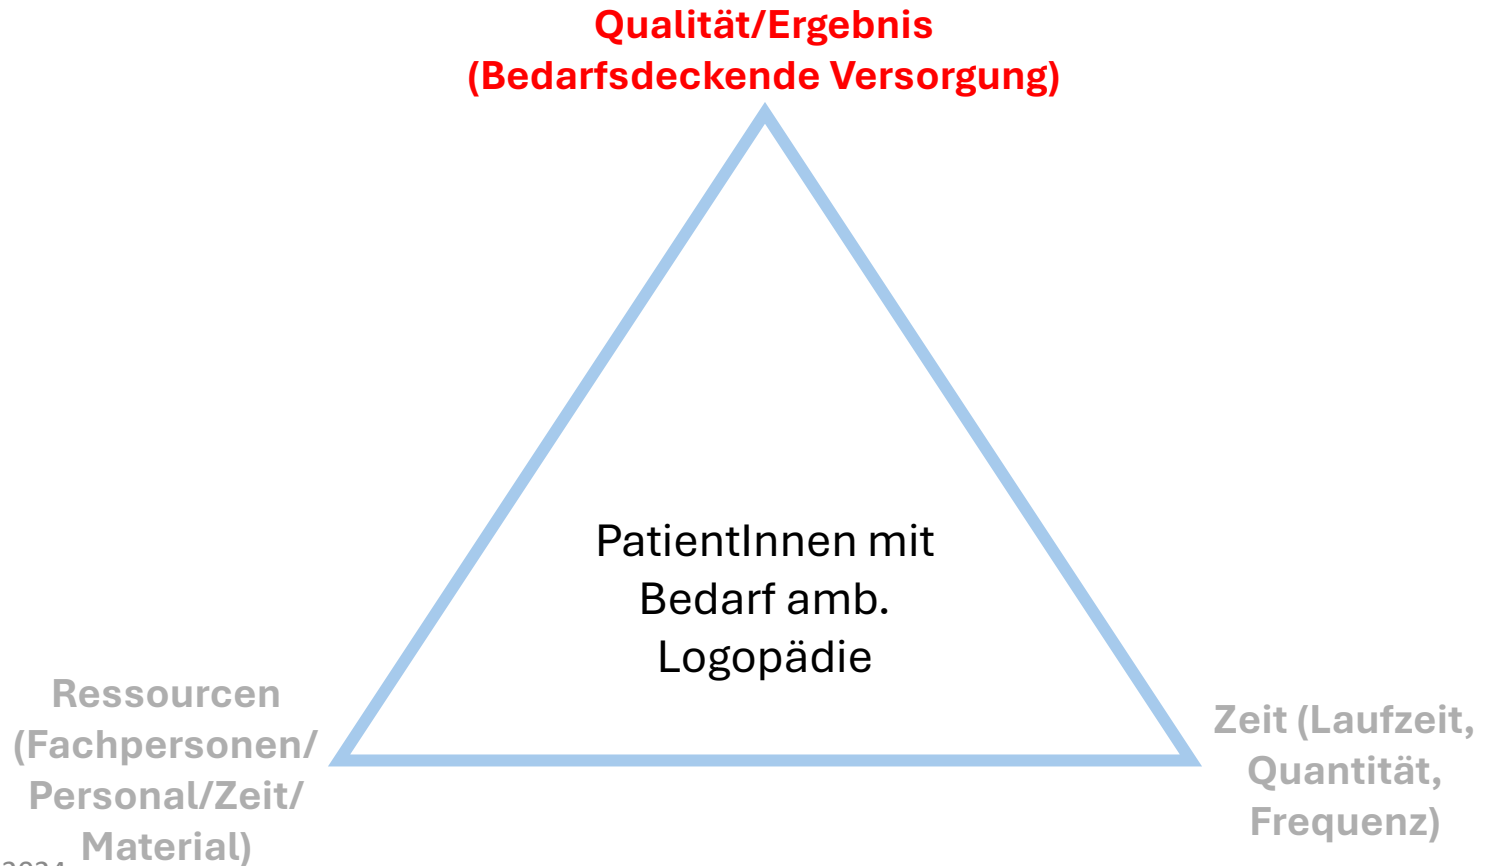 Qualität/Ergebnis
(Bedarfsdeckende Versorgung)
PatientInnen mit
Bedarf amb.
Logopädie
Ressourcen
(Fachpersonen/
Personal/Zeit/
Material)
Zeit (Laufzeit,
Quantität,
Frequenz)